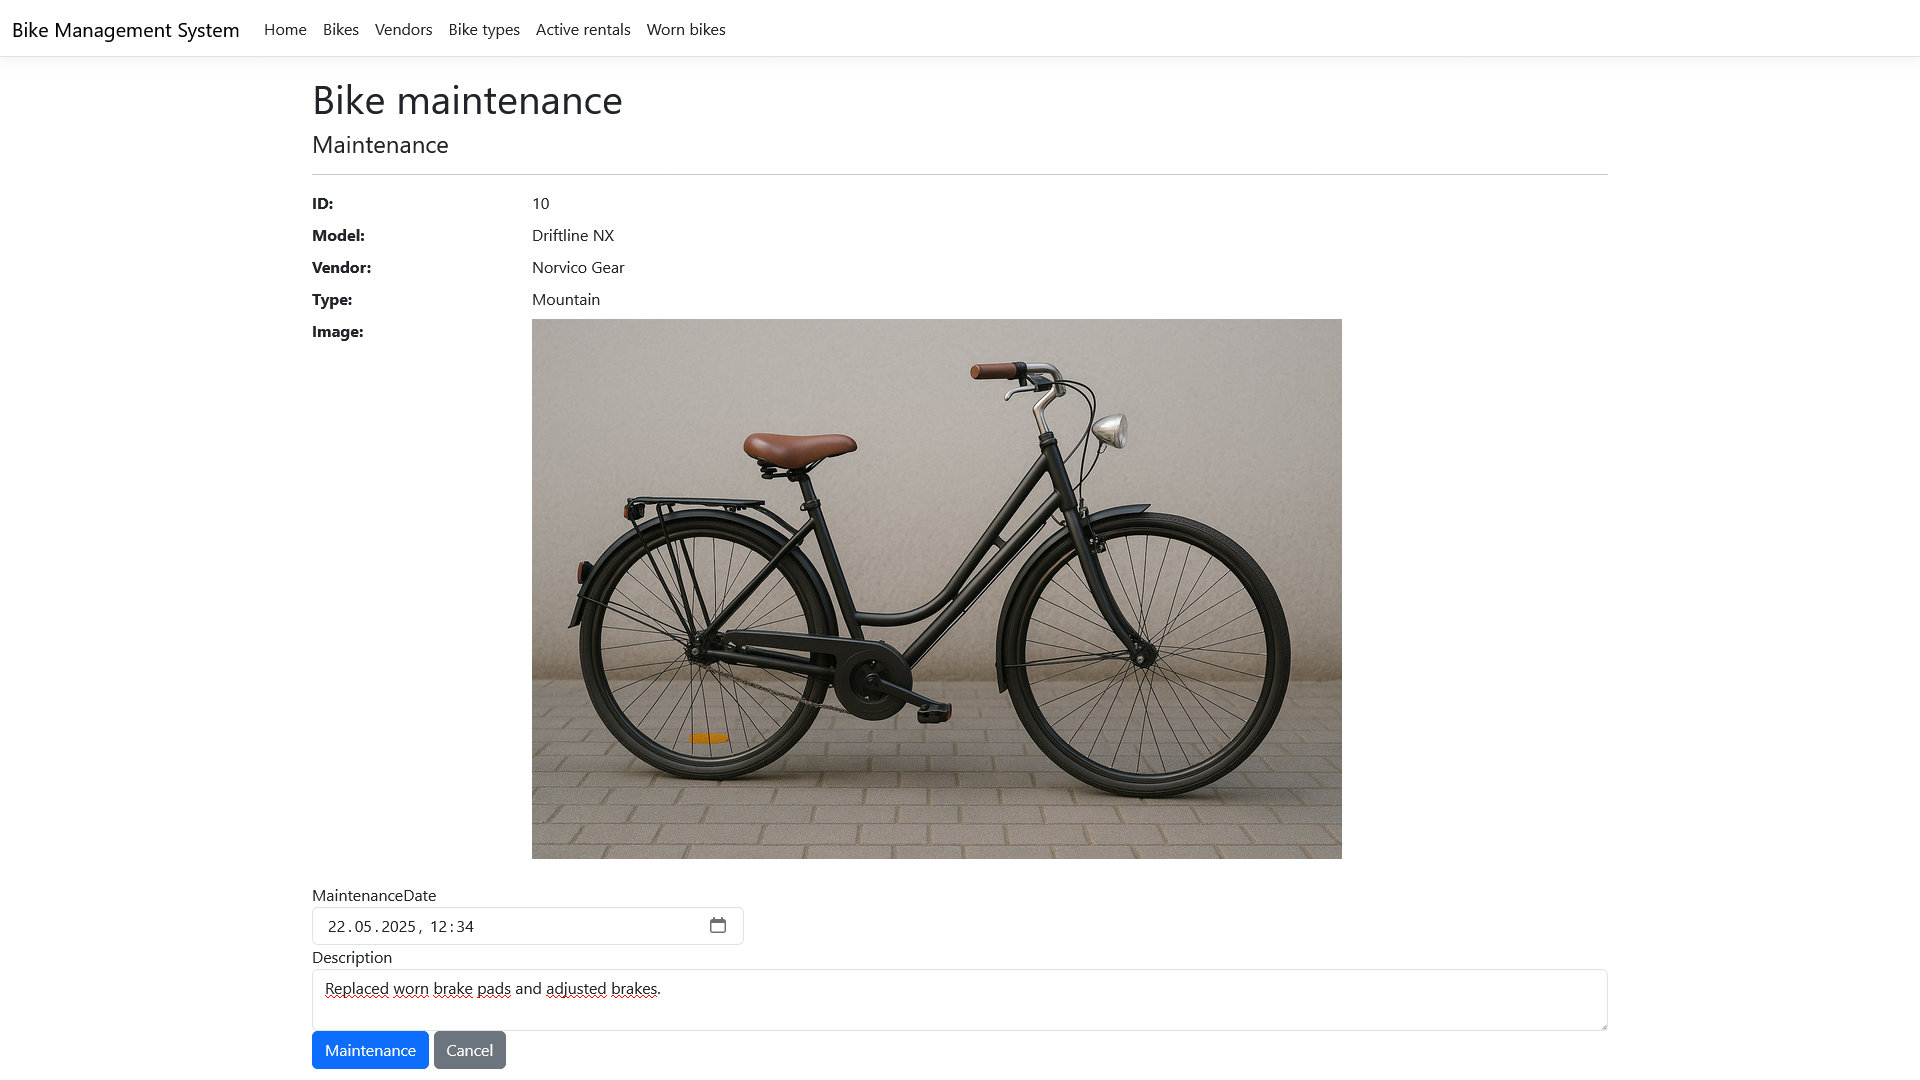 Bike Management System Home Bikes Vendors Bike types Active rentals Worn bikes
Bike maintenance
Maintenance
ID: 10
Model: Driftline NX
Vendor: Norvico Gear
Type: Mountain
Image:
MaintenanceDate
22.05.2025, 12:34
Description
Replaced worn brake pads and adjusted brakes.
Maintenance Cancel